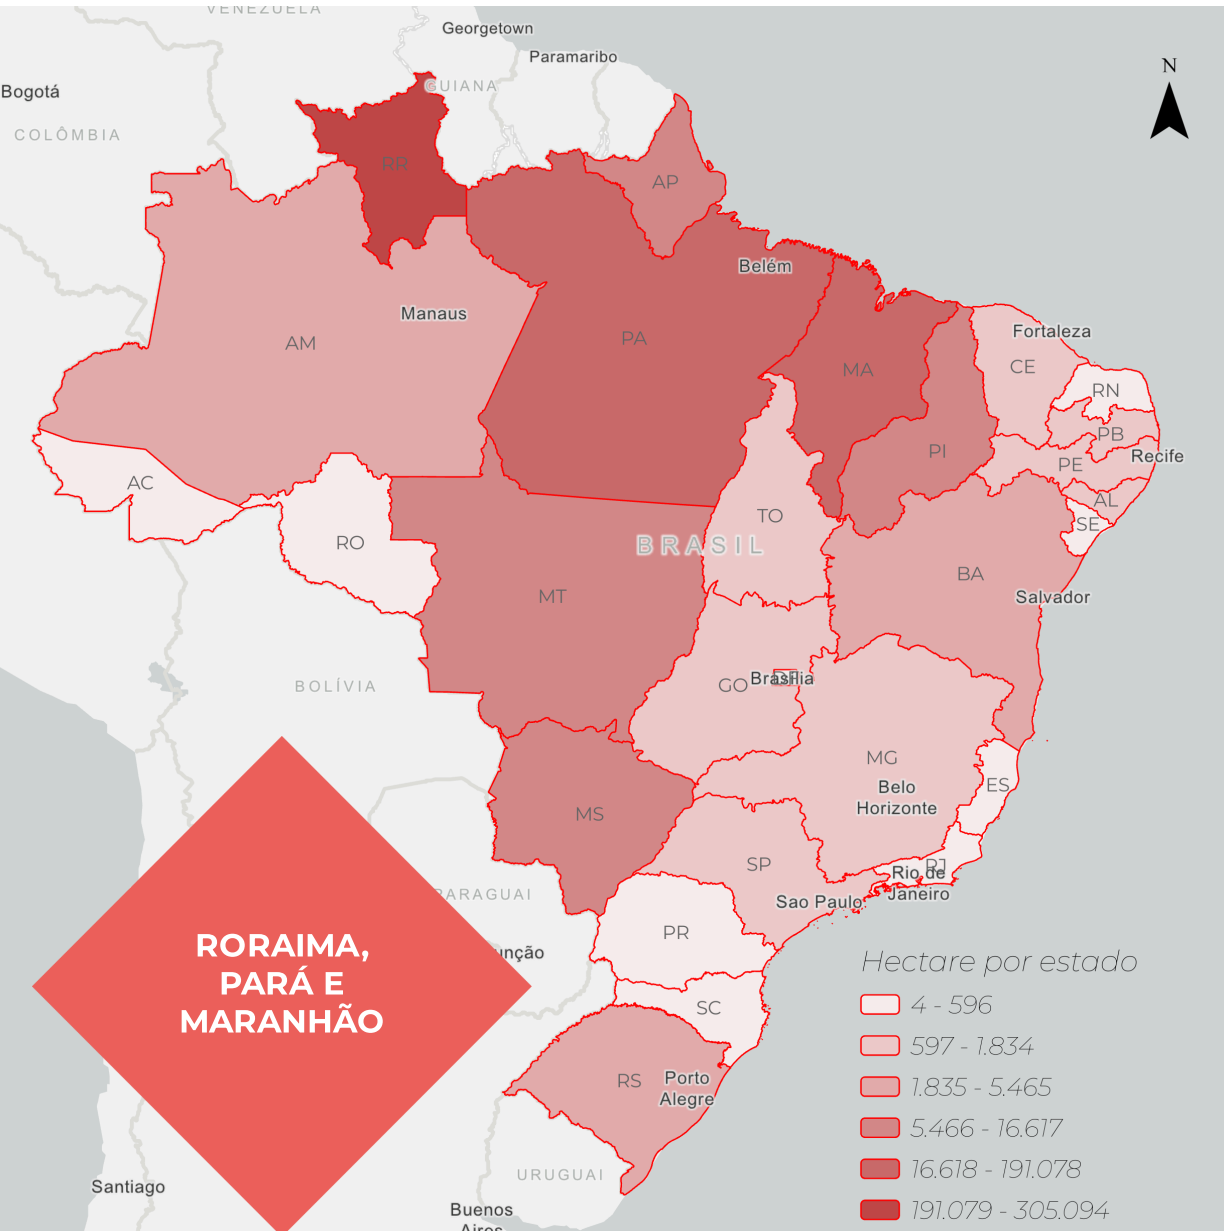 VENEZUELA
Georgetown
Paramaribo
N
GUIANA
Bogotá
COLÔMBIA
RR
AP
Belém
Manaus
AM
PA
MA
Fortaleza
CE
RN
PB
PI
Recife
PE
AC
AL
SE
TO
RO
BRASIL
BA
MT
Salvador
BOLÍVIA
GO
Brasília
DF
MG
Belo
Horizonte
ES
MS
SP
RJ
Rio de
Janeiro
Sao Paulo
PARAGUAI
PR
unção
SC
RS
Porto
Alegre
URUGUAI
Santiago
Buenos
Aires
RORAIMA,
PARÁ E
MARANHÃO
Hectare por estado
4 - 596
597 - 1.834
1.835 - 5.465
5.466 - 16.617
16.618 - 191.078
191.079 - 305.094